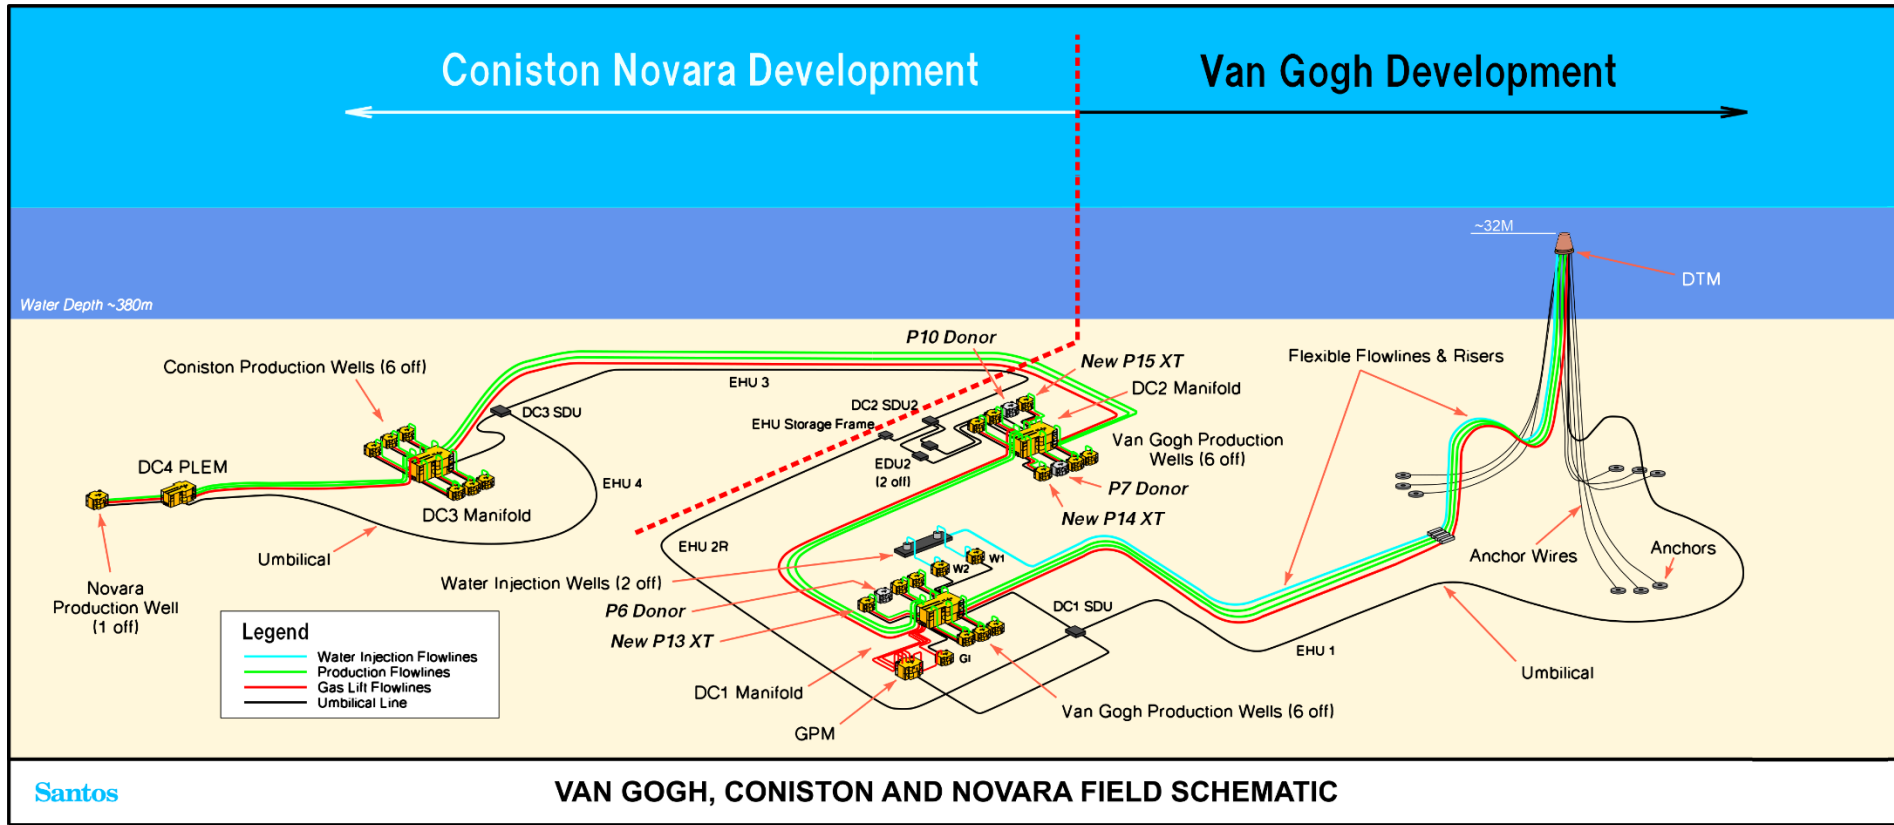 Coniston Novara Development
Van Gogh Development
~32M
DTM
Water Depth ~380m
P10 Donor
New P15 XT
DC2 Manifold
Flexible Flowlines & Risers
Coniston Production Wells (6 off)
EHU 3
DC3 SDU
DC2 SDU2
EHU Storage Frame
Van Gogh Production
Wells (6 off)
DC4 PLEM
EHU 4
EDU2
(2 off)
P7 Donor
DC3 Manifold
New P14 XT
Umbilical
EHU 2R
W1
W2
Anchor Wires
Anchors
Novara
Production Well
(1 off)
Water Injection Wells (2 off)
P6 Donor
DC1 SDU
New P13 XT
EHU 1
Umbilical
GI
DC1 Manifold
Van Gogh Production Wells (6 off)
GPM
Legend
Water Injection Flowlines
Production Flowlines
Gas Lift Flowlines
Umbilical Line
Santos
VAN GOGH, CONISTON AND NOVARA FIELD SCHEMATIC